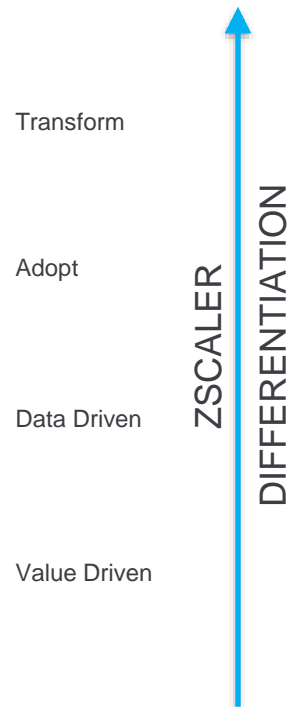 Transform
Adopt
Data Driven
Value Driven
ZSCALER
DIFFERENTIATION